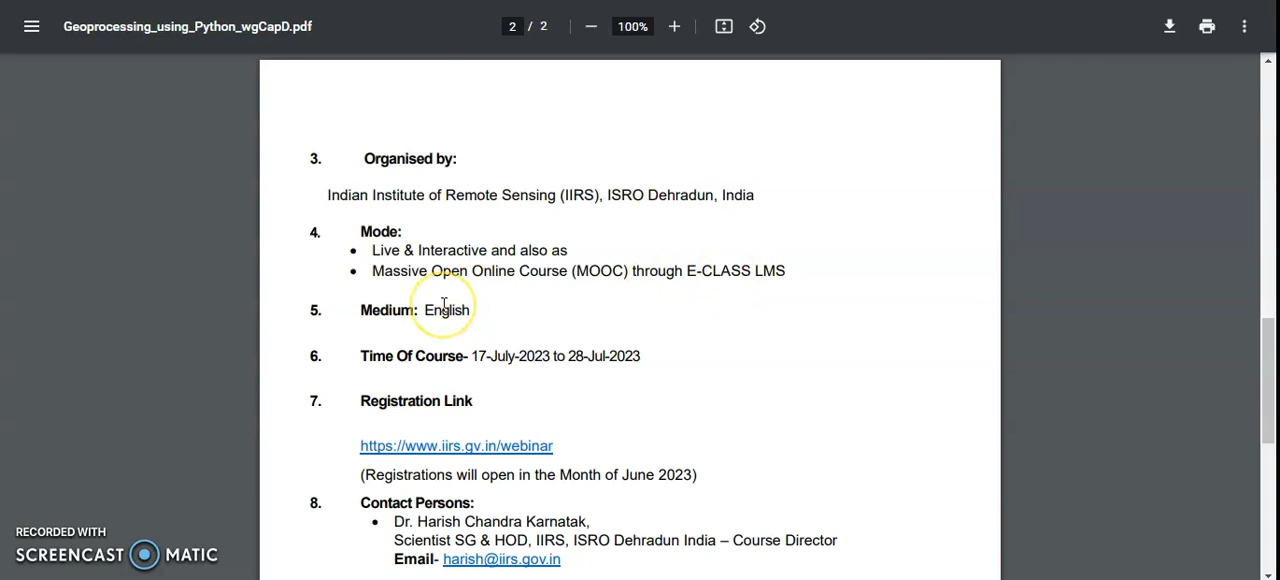 Geoprocessing_using_Python_wgCapD.pdf 2 / 2 100%
3. Organised by:
Indian Institute of Remote Sensing (IIRS), ISRO Dehradun, India
4. Mode:
• Live & Interactive and also as
• Massive Open Online Course (MOOC) through E-CLASS LMS
5. Medium: English
6. Time Of Course- 17-July-2023 to 28-Jul-2023
7. Registration Link
https://www.iirs.gv.in/webinar
(Registrations will open in the Month of June 2023)
8. Contact Persons:
• Dr. Harish Chandra Karnatak,
Scientist SG & HOD, IIRS, ISRO Dehradun India – Course Director
Email- harish@iirs.gov.in
RECORDED WITH
SCREENCAST MATIC